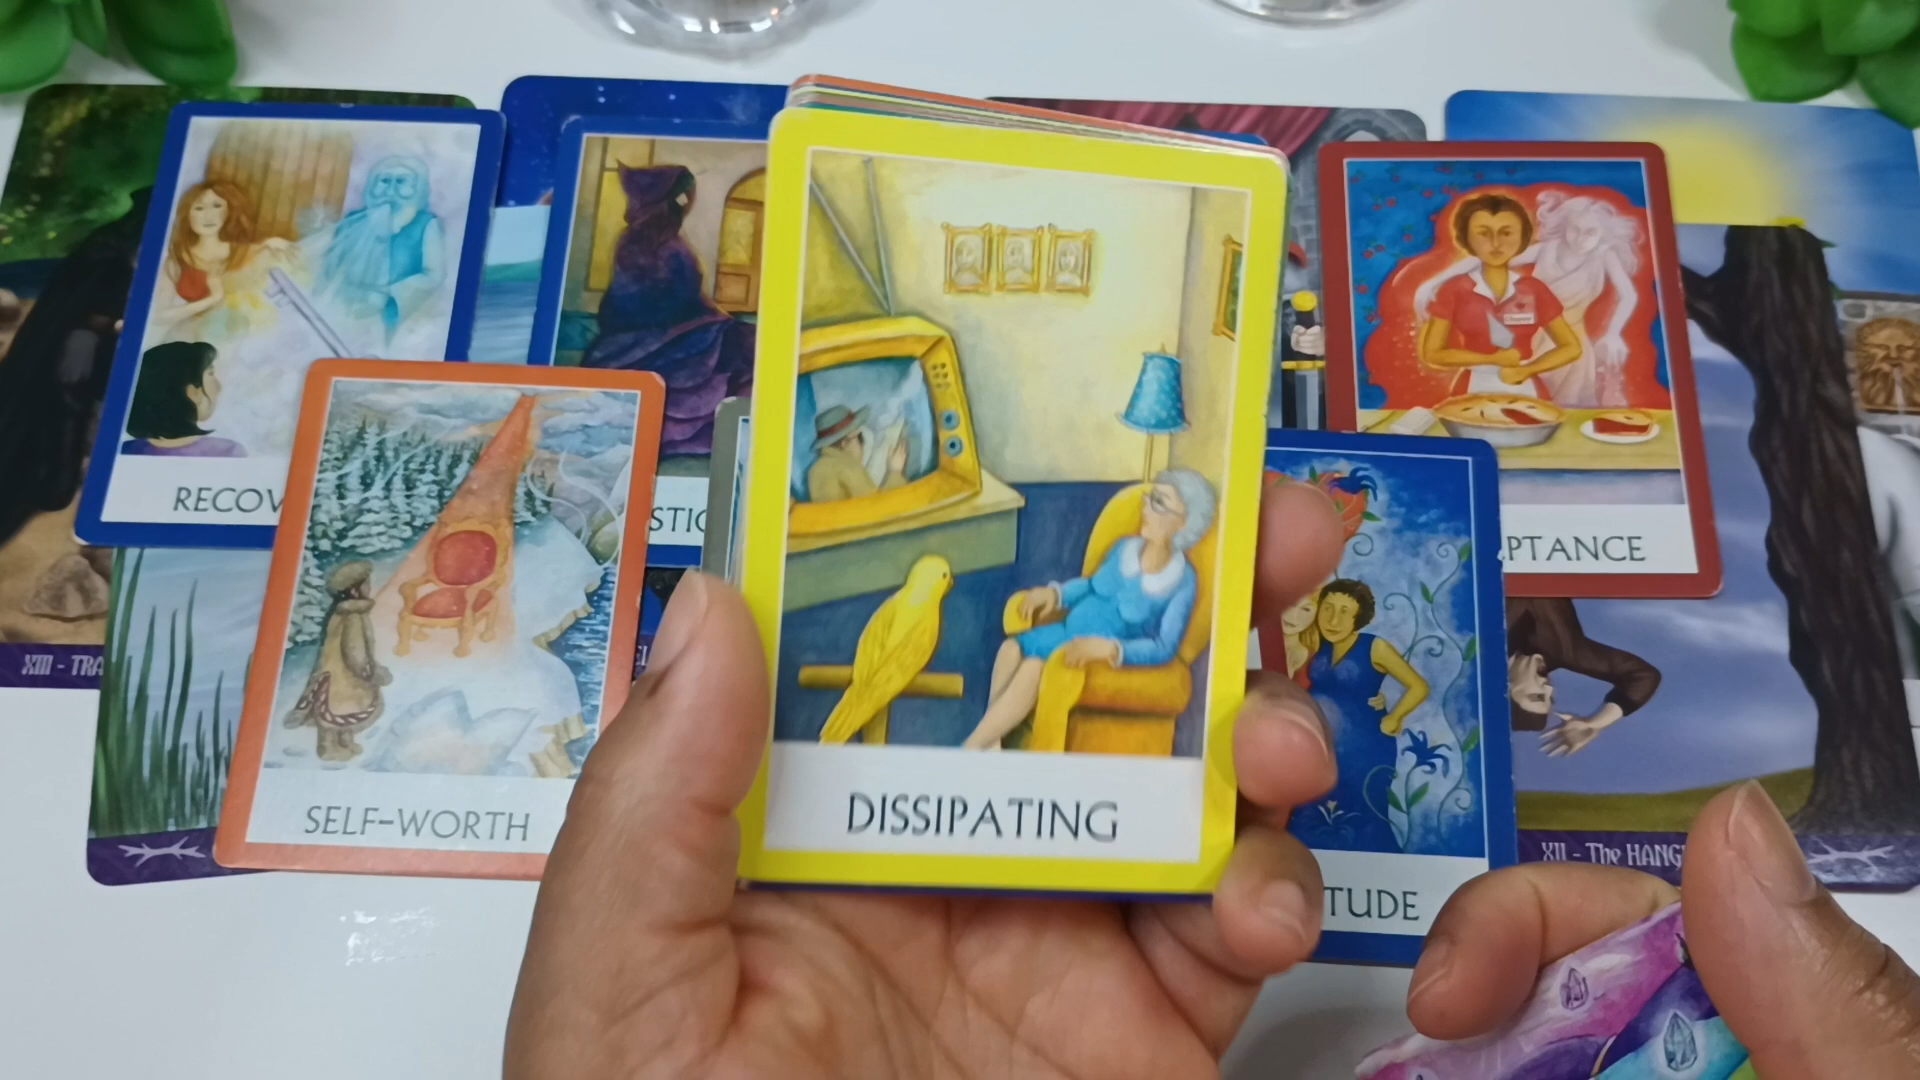 RECOV
STIC
PTANCE
XIII - TRA
SELF-WORTH
DISSIPATING
TUDE
XII - The HANG